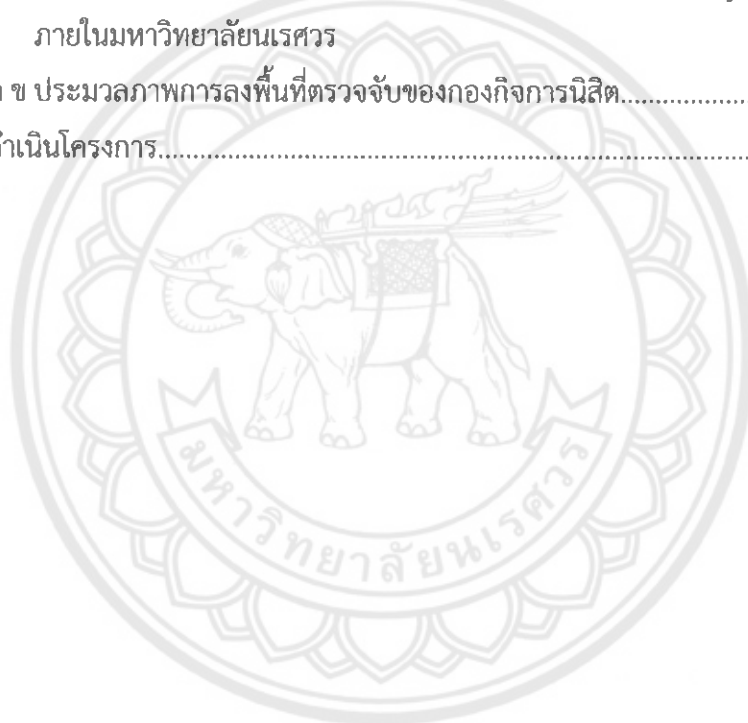 ภายในมหาวิทยาลัยนเรศวร
ข ประมวลภาพการลงพื้นที่ตรวจจับของกองกิจการนิสิต....................
ดำเนินโครงการ....................................................................................................
มหาวิทยาลัยนเรศวร